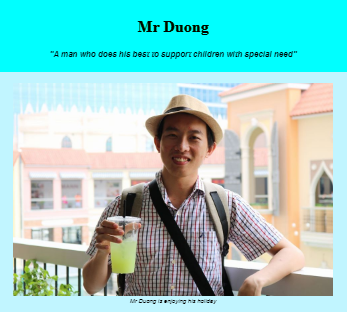 Mr Duong
"A man who does his best to support children with special need"
Mr Duong is enjoying his holiday